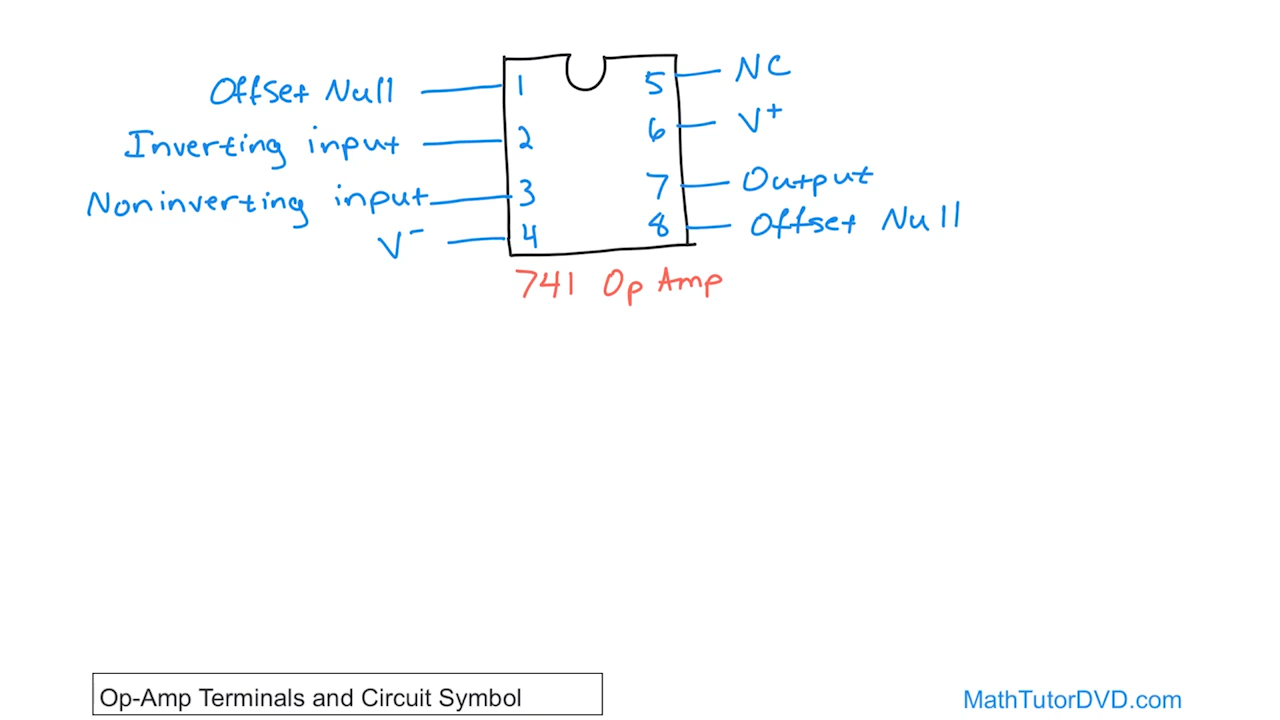 Offset Null 1 5 NC
Inverting input 2 6 V+
Noninverting input 3 7 Output
V- 4 8 Offset Null
741 Op Amp
Op-Amp Terminals and Circuit Symbol
MathTutorDVD.com